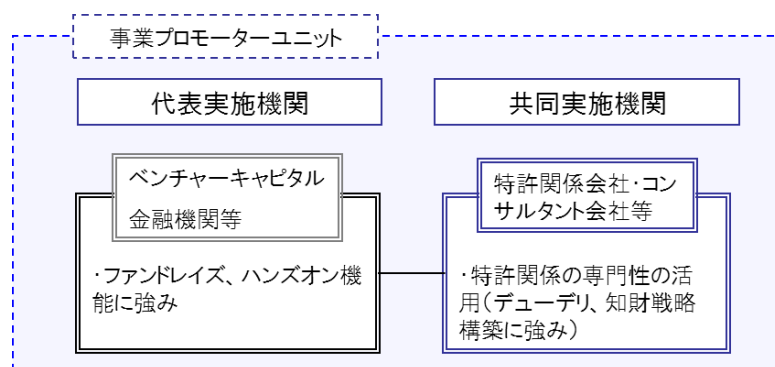 事業プロモーターユニット
代表実施機関
共同実施機関
ベンチャーキャピタル
金融機関等
・ファンドレイズ、ハンズオン機
能に強み
特許関係会社・コン
サルタント会社等
・特許関係の専門性の活
用（デューデリ、知財戦略
構築に強み）